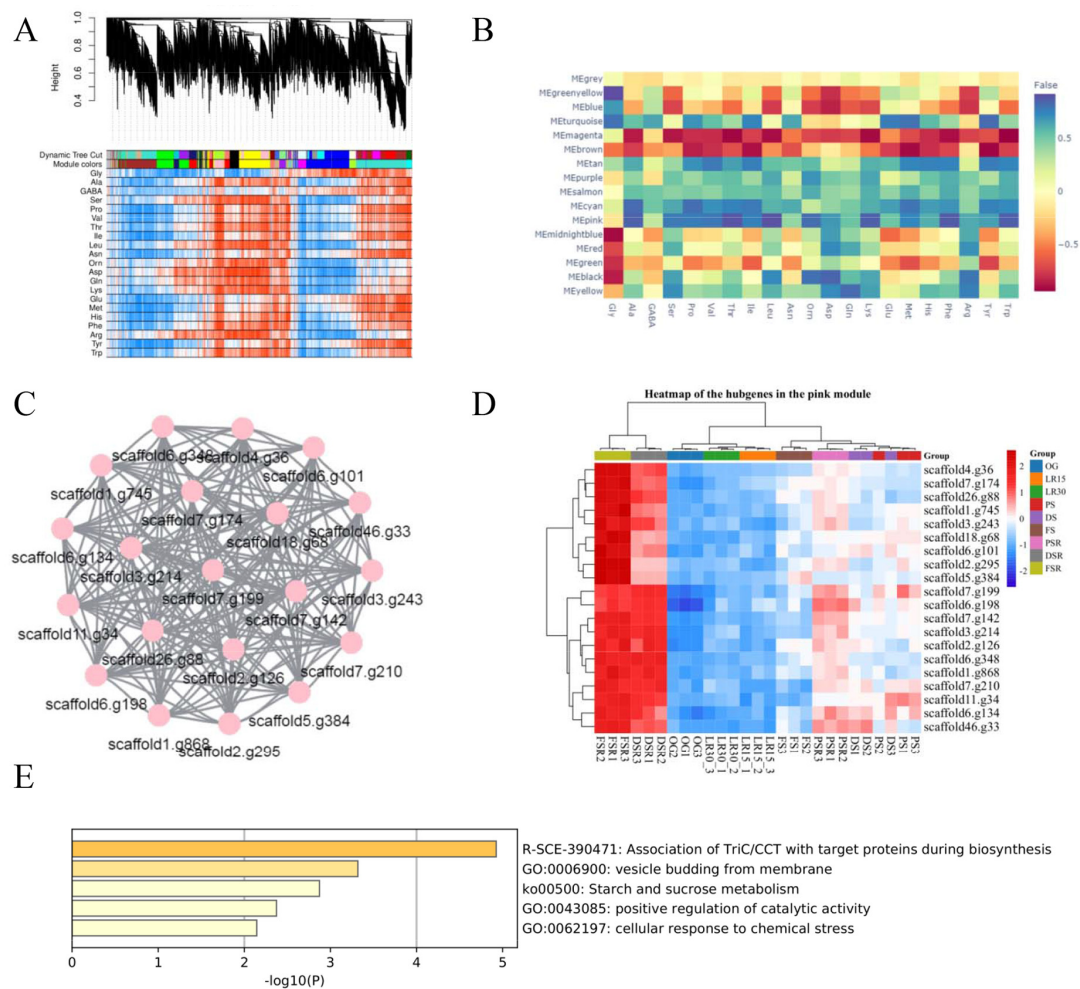 A
1.0
0.8
0.6
0.4
Height
Dynamic Tree Cut
Module colors
Gly
Ala
GABA
Ser
Pro
Val
Thr
Ile
Leu
Asn
Orn
Asp
Gln
Lys
Glu
Met
His
Phe
Arg
Tyr
Trp
B
MEgrey
MEgreenyellow
MEblue
MEturquoise
MEmagenta
MEbrown
MEtan
MEpurple
MEsalmon
MEcyan
MEpink
MEmidnightblue
MEred
MEgreen
MEblack
MEyellow
Gly Ala GABA Ser Pro Val Thr Ile Leu Asn Orn Asp Gln Lys Glu Met His Phe Arg Tyr Trp
False
0.5
0
−0.5
C
scaffold6.g348
scaffold4.g36
scaffold6.g101
scaffold1.g745
scaffold7.g174
scaffold46.g33
scaffold18.g68
scaffold6.g134
scaffold3.g214
scaffold7.g199
scaffold3.g243
scaffold7.g142
scaffold11.g34
scaffold26.g88
scaffold7.g210
scaffold2.g126
scaffold6.g198
scaffold5.g384
scaffold1.g868
scaffold2.g295
D
Heatmap of the hubgenes in the pink module
Group
scaffold4.g36
scaffold7.g174
scaffold26.g88
scaffold1.g745
scaffold3.g243
scaffold18.g68
scaffold6.g101
scaffold2.g295
scaffold5.g384
scaffold7.g199
scaffold6.g198
scaffold7.g142
scaffold3.g214
scaffold2.g126
scaffold6.g348
scaffold1.g868
scaffold7.g210
scaffold11.g34
scaffold6.g134
scaffold46.g33
FSR2 FSR1 FSR3 DSR3 DSR1 DSR2 OG2 OG1 OG3 LR30_3 LR30_1 LR30_2 LR15_1 LR15_2 LR15_3 FS3 FS1 FS2 PSR3 PSR1 PSR2 DS1 DS2 PS2 DS3 PS1 PS3
2
1
0
-1
-2
Group
OG
LR15
LR30
PS
DS
FS
PSR
DSR
FSR
E
R-SCE-390471: Association of TriC/CCT with target proteins during biosynthesis
GO:0006900: vesicle budding from membrane
ko00500: Starch and sucrose metabolism
GO:0043085: positive regulation of catalytic activity
GO:0062197: cellular response to chemical stress
0 1 2 3 4 5
-log10(P)